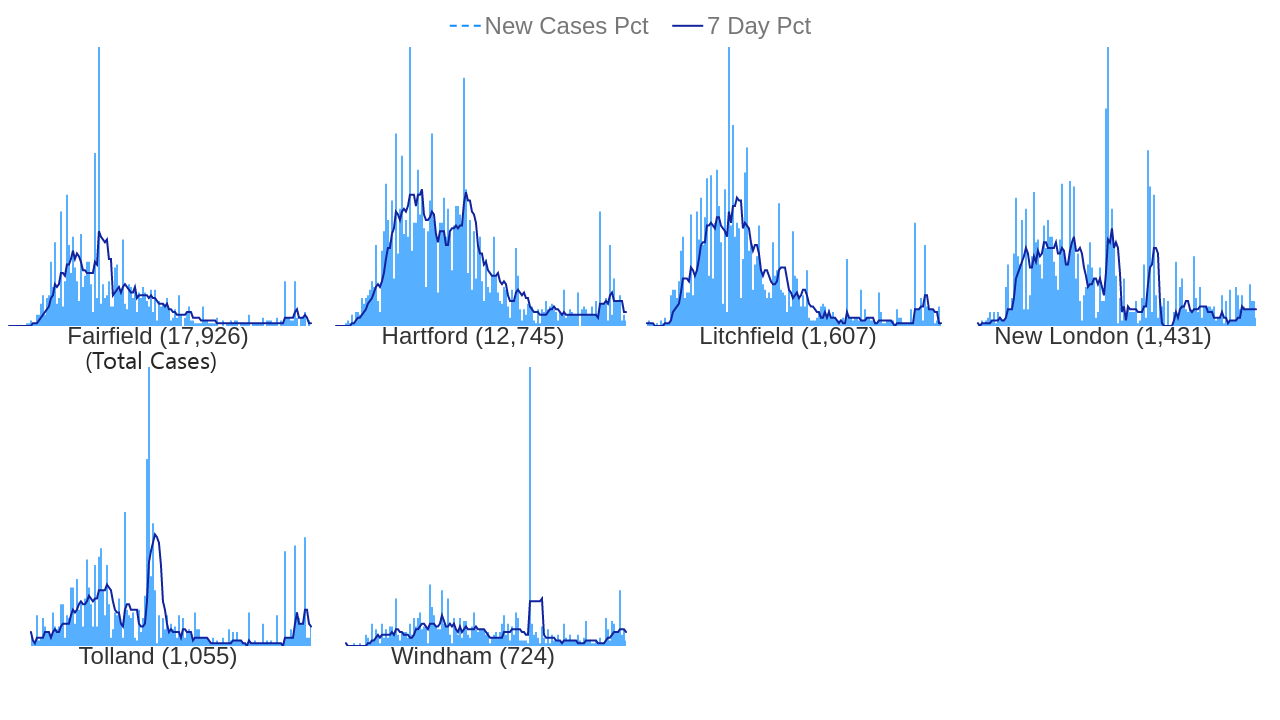 New Cases Pct 7 Day Pct
Fairfield (17,926)
(Total Cases)
Hartford (12,745)
Litchfield (1,607)
New London (1,431)
Tolland (1,055)
Windham (724)